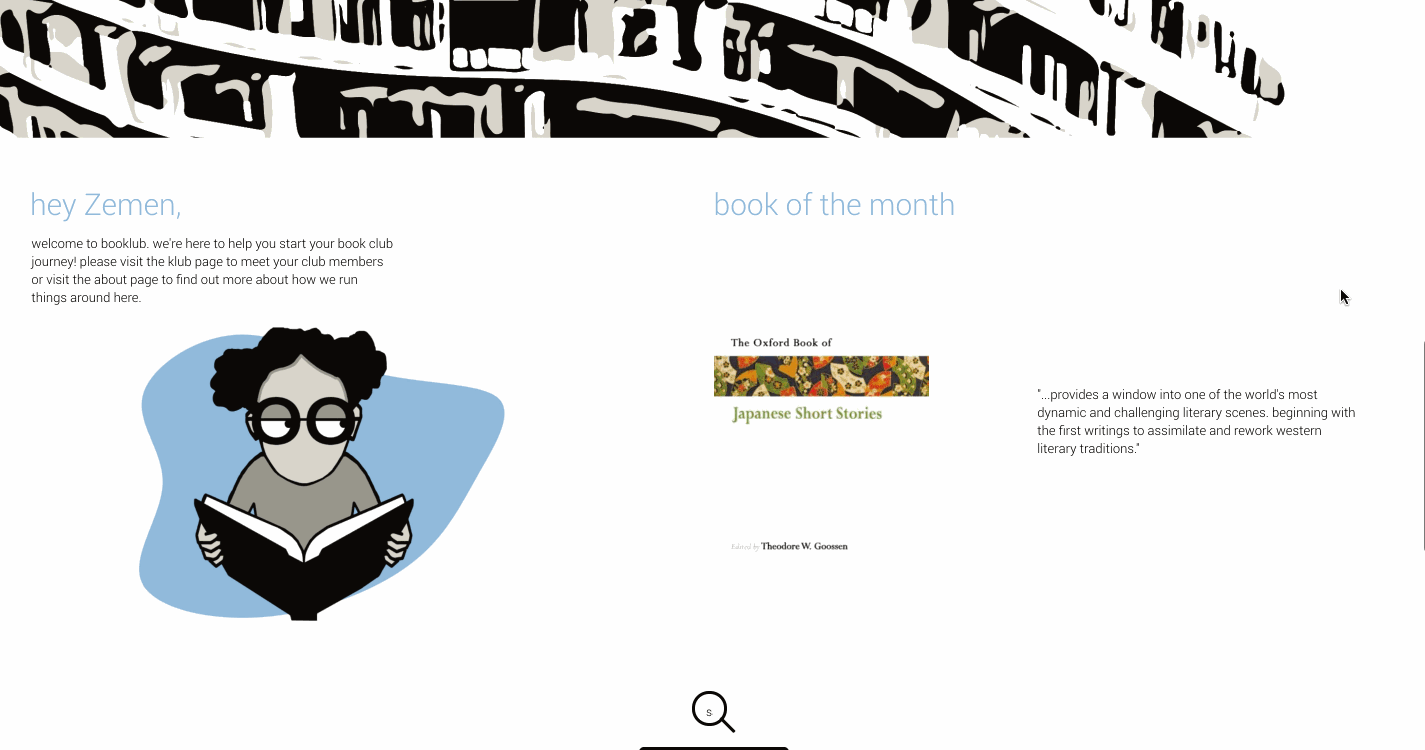 hey Zemen,
welcome to booklub. we're here to help you start your book club
journey! please visit the klub page to meet your club members
or visit the about page to find out more about how we run
things around here.
book of the month
The Oxford Book of
Japanese Short Stories
Edited by Theodore W. Goossen
"...provides a window into one of the world's most
dynamic and challenging literary scenes. beginning with
the first writings to assimilate and rework western
literary traditions."
s